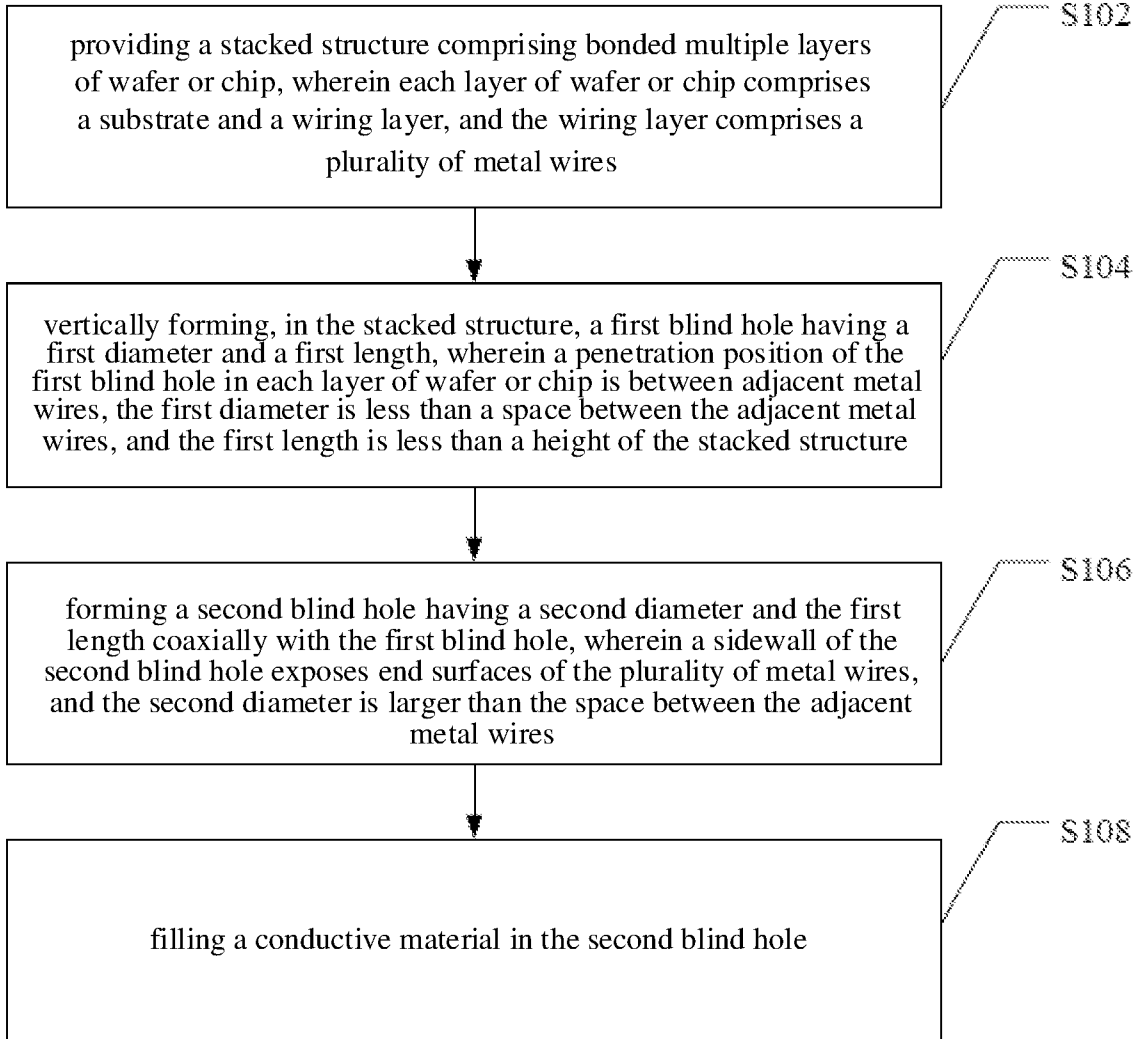 S102
providing a stacked structure comprising bonded multiple layers
of wafer or chip, wherein each layer of wafer or chip comprises
a substrate and a wiring layer, and the wiring layer comprises a
plurality of metal wires
S104
vertically forming, in the stacked structure, a first blind hole having a
first diameter and a first length, wherein a penetration position of the
first blind hole in each layer of wafer or chip is between adjacent metal
wires, the first diameter is less than a space between the adjacent metal
wires, and the first length is less than a height of the stacked structure
S106
forming a second blind hole having a second diameter and the first
length coaxially with the first blind hole, wherein a sidewall of the
second blind hole exposes end surfaces of the plurality of metal wires,
and the second diameter is larger than the space between the adjacent
metal wires
S108
filling a conductive material in the second blind hole